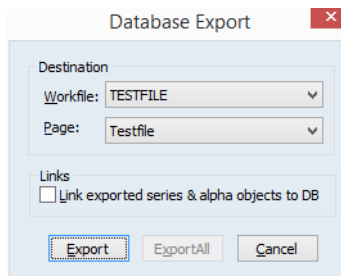 Database Export
Destination
Workfile: TESTFILE
Page: Testfile
Links
Link exported series & alpha objects to DB
Export ExportAll Cancel